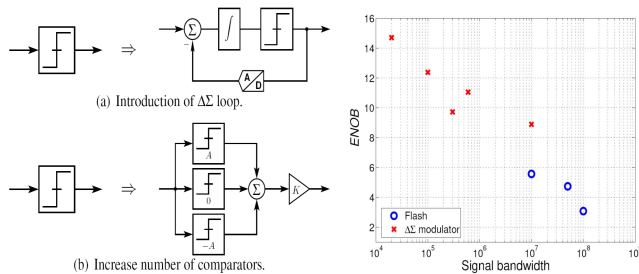 ⇒
−
Σ
∫
A
D
(a) Introduction of ΔΣ loop.
⇒
A
0
−A
Σ
K
(b) Increase number of comparators.
16
14
12
10
8
6
4
2
ENOB
10⁴
10⁵
10⁶
10⁷
10⁸
10
Signal bandwidth
Flash
ΔΣ modulator